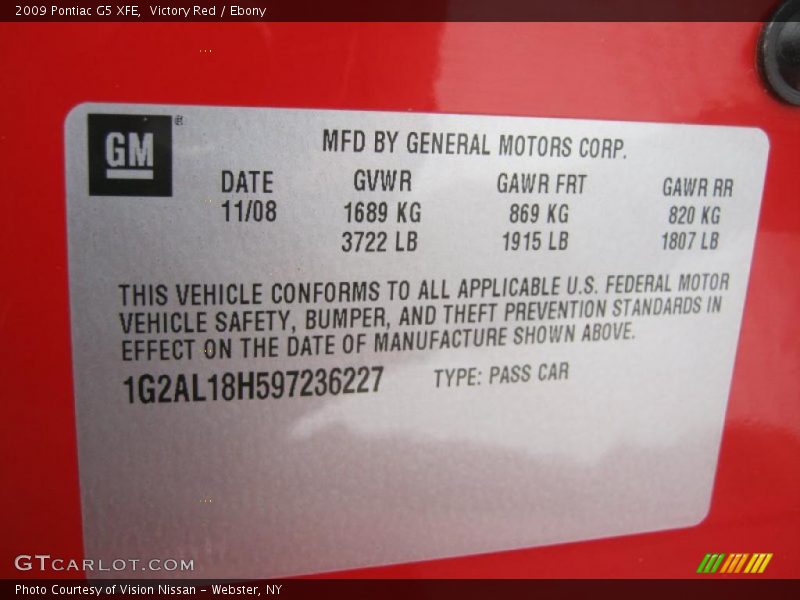 2009 Pontiac G5 XFE, Victory Red / Ebony
GM®
MFD BY GENERAL MOTORS CORP.
DATE GVWR GAWR FRT GAWR RR
11/08 1689 KG 869 KG 820 KG
3722 LB 1915 LB 1807 LB
THIS VEHICLE CONFORMS TO ALL APPLICABLE U.S. FEDERAL MOTOR
VEHICLE SAFETY, BUMPER, AND THEFT PREVENTION STANDARDS IN
EFFECT ON THE DATE OF MANUFACTURE SHOWN ABOVE.
1G2AL18H597236227 TYPE: PASS CAR
GTCARLOT.COM
Photo Courtesy of Vision Nissan - Webster, NY